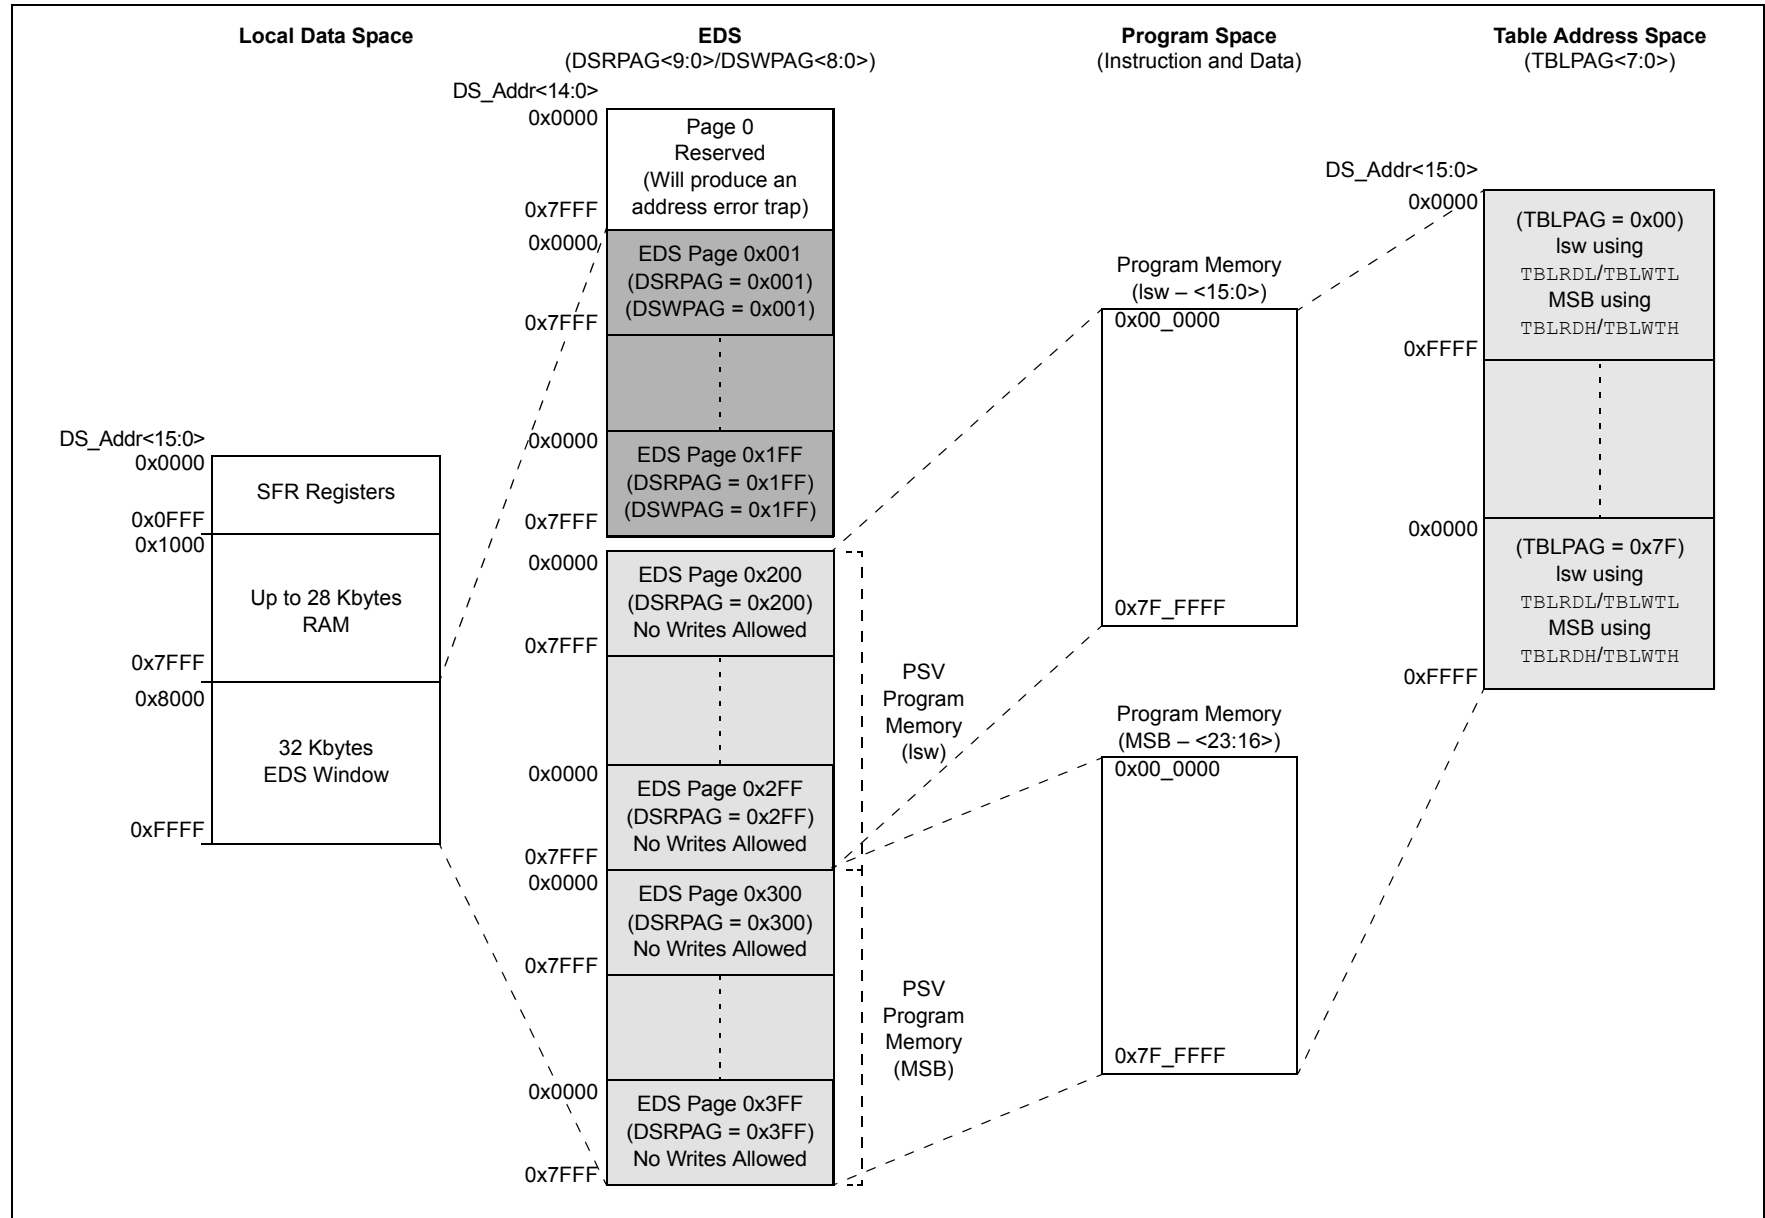 Local Data Space
DS_Addr<15:0>
0x0000
SFR Registers
0x0FFF
0x1000
Up to 28 Kbytes
RAM
0x7FFF
0x8000
32 Kbytes
EDS Window
0xFFFF
EDS
(DSRPAG<9:0>/DSWPAG<8:0>)
DS_Addr<14:0>
0x0000
Page 0
Reserved
(Will produce an
address error trap)
0x7FFF
0x0000
EDS Page 0x001
(DSRPAG = 0x001)
(DSWPAG = 0x001)
0x7FFF
0x0000
EDS Page 0x1FF
(DSRPAG = 0x1FF)
(DSWPAG = 0x1FF)
0x7FFF
0x0000
EDS Page 0x200
(DSRPAG = 0x200)
No Writes Allowed
0x7FFF
PSV
Program
Memory
(lsw)
0x0000
EDS Page 0x2FF
(DSRPAG = 0x2FF)
No Writes Allowed
0x7FFF
0x0000
EDS Page 0x300
(DSRPAG = 0x300)
No Writes Allowed
0x7FFF
PSV
Program
Memory
(MSB)
0x0000
EDS Page 0x3FF
(DSRPAG = 0x3FF)
No Writes Allowed
0x7FFF
Program Space
(Instruction and Data)
Program Memory
(lsw – <15:0>)
0x00_0000
0x7F_FFFF
Program Memory
(MSB – <23:16>)
0x00_0000
0x7F_FFFF
Table Address Space
(TBLPAG<7:0>)
DS_Addr<15:0>
0x0000
(TBLPAG = 0x00)
lsw using
TBLRDL/TBLWTL
MSB using
TBLRDH/TBLWTH
0xFFFF
0x0000
(TBLPAG = 0x7F)
lsw using
TBLRDL/TBLWTL
MSB using
TBLRDH/TBLWTH
0xFFFF